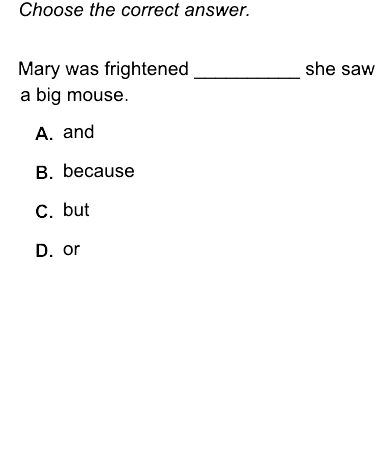 Choose the correct answer.
Mary was frightened __________ she saw
a big mouse.
A. and
B. because
C. but
D. or